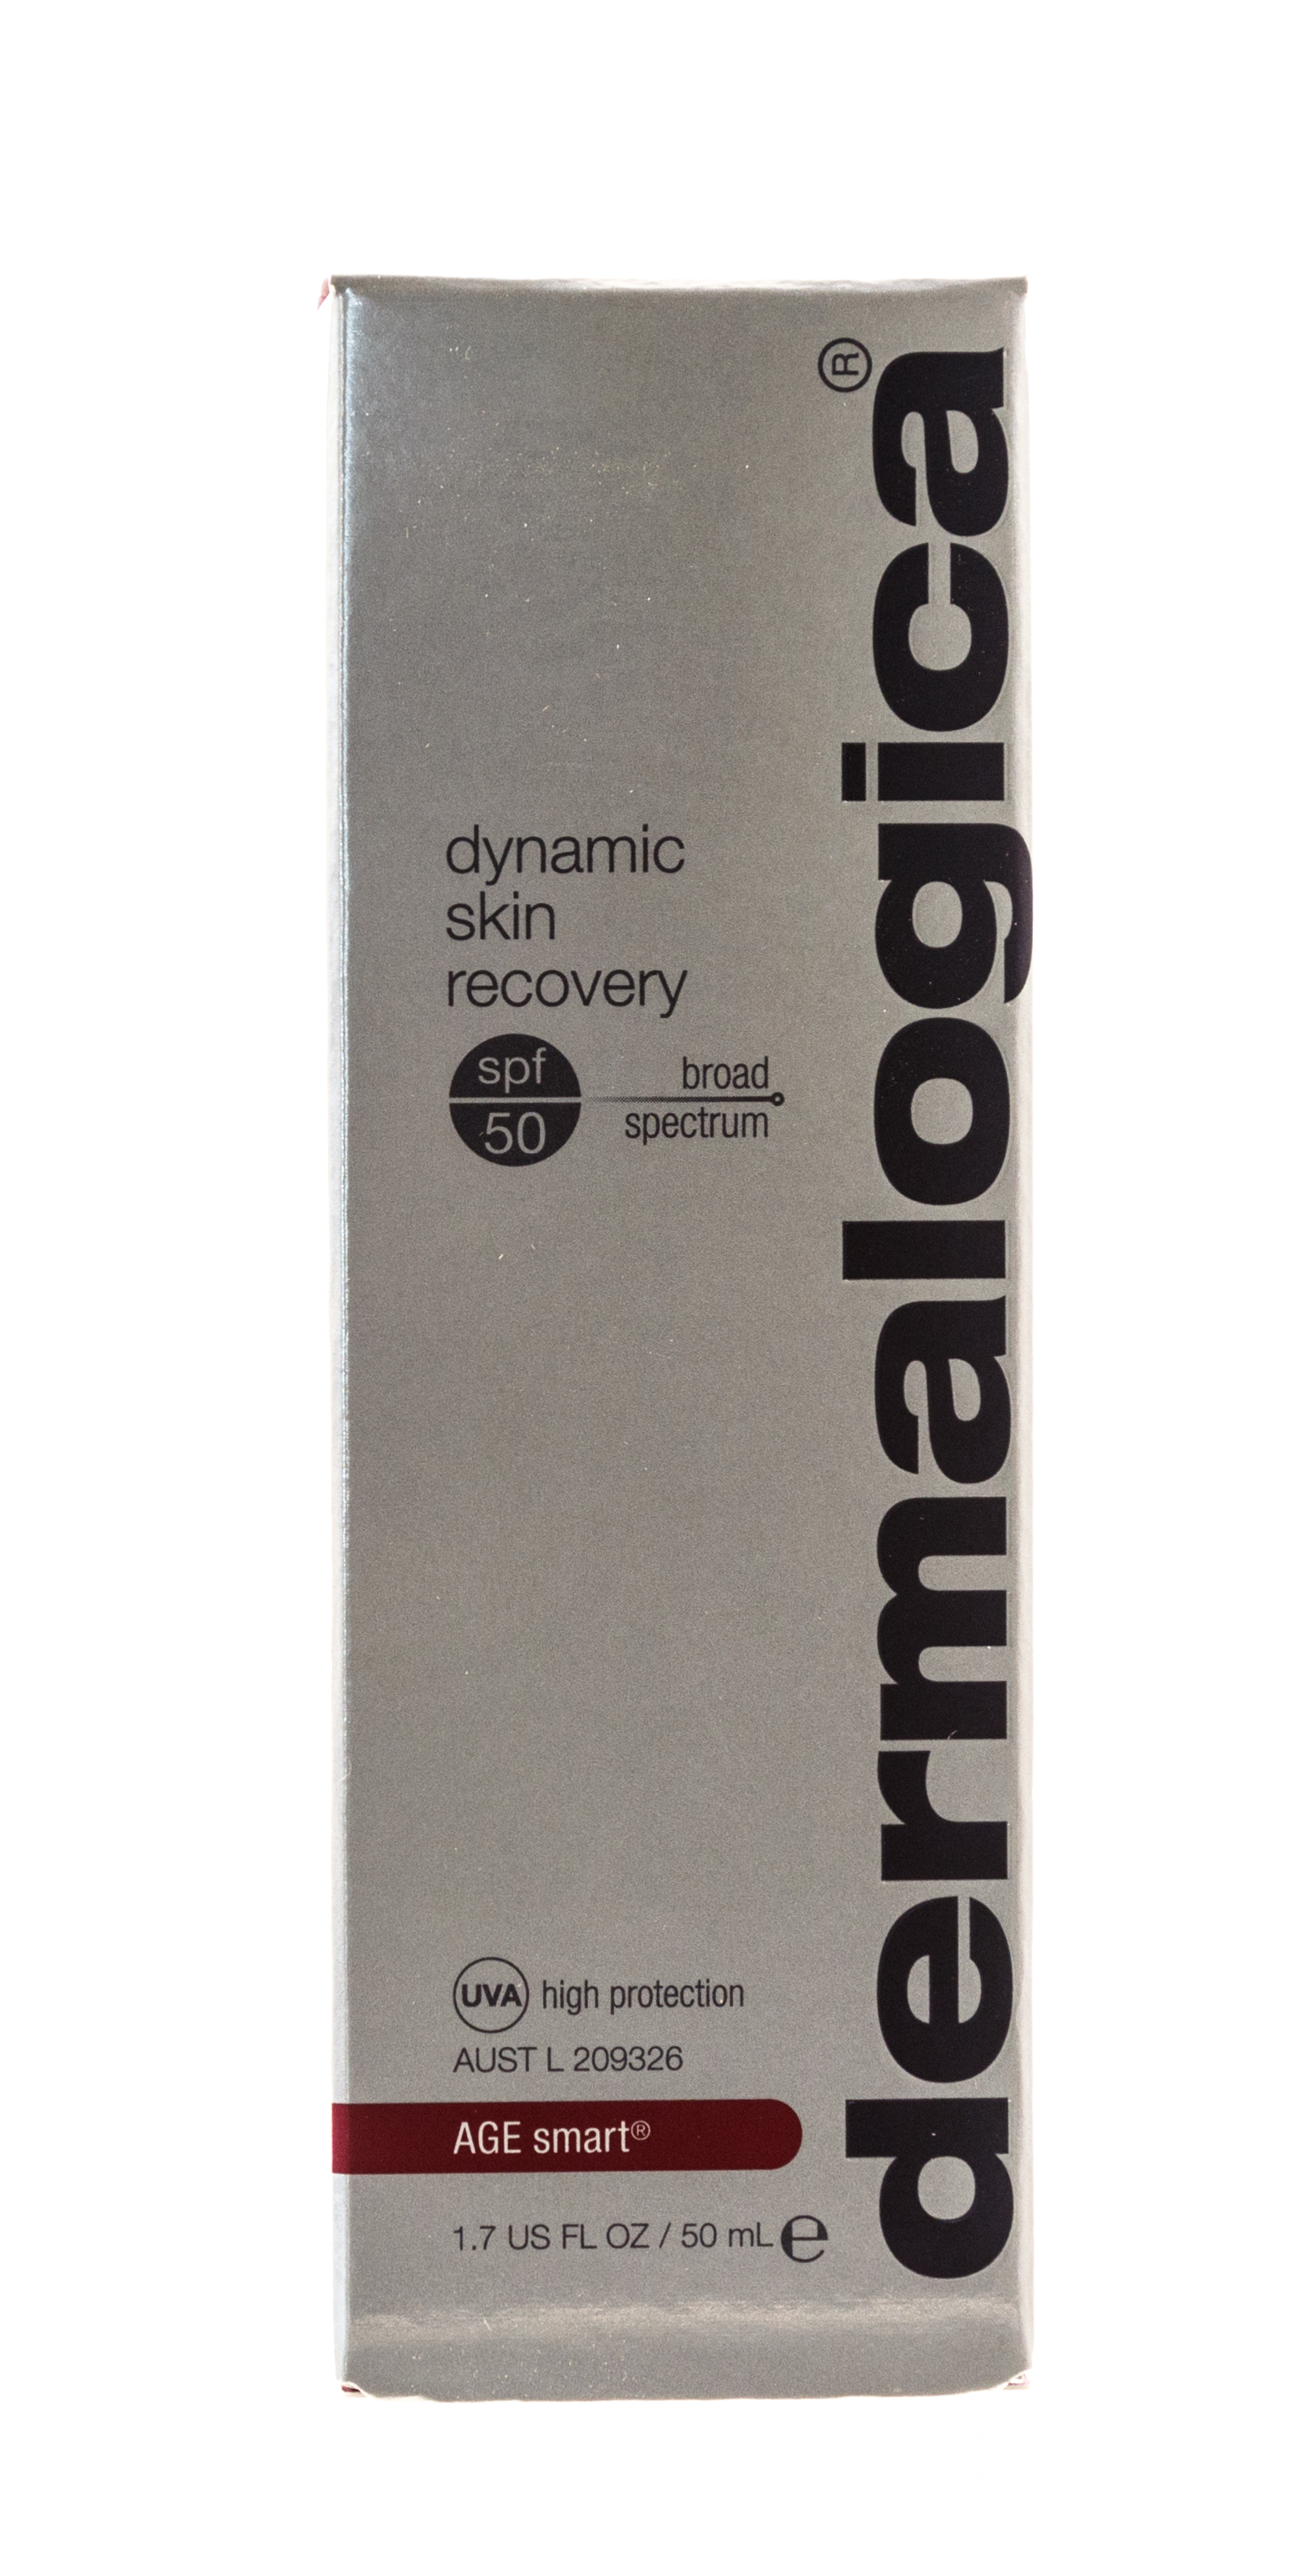 dermalogica®
dynamic
skin
recovery
spf
50
broad
spectrum
UVA high protection
AUST L 209326
AGE smart®
1.7 US FL OZ / 50 mL ℮